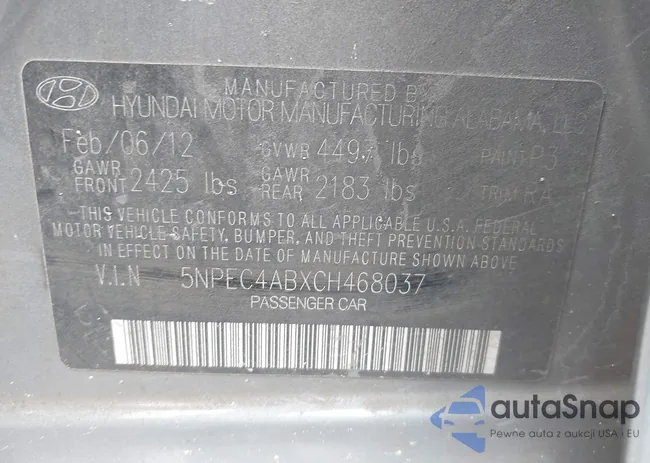 MANUFACTURED BY
HYUNDAI MOTOR MANUFACTURING ALABAMA, LLC
Feb/06/12 GVWR 4497 lbs PAINT P3
GAWR FRONT 2425 lbs GAWR REAR 2183 lbs TRIM RA
THIS VEHICLE CONFORMS TO ALL APPLICABLE U.S.A. FEDERAL
MOTOR VEHICLE SAFETY, BUMPER, AND THEFT PREVENTION STANDARDS
IN EFFECT ON THE DATE OF MANUFACTURE SHOWN ABOVE.
V.I.N 5NPEC4ABXCH468037
PASSENGER CAR
autaSnap
Pewne auta z aukcji USA i EU